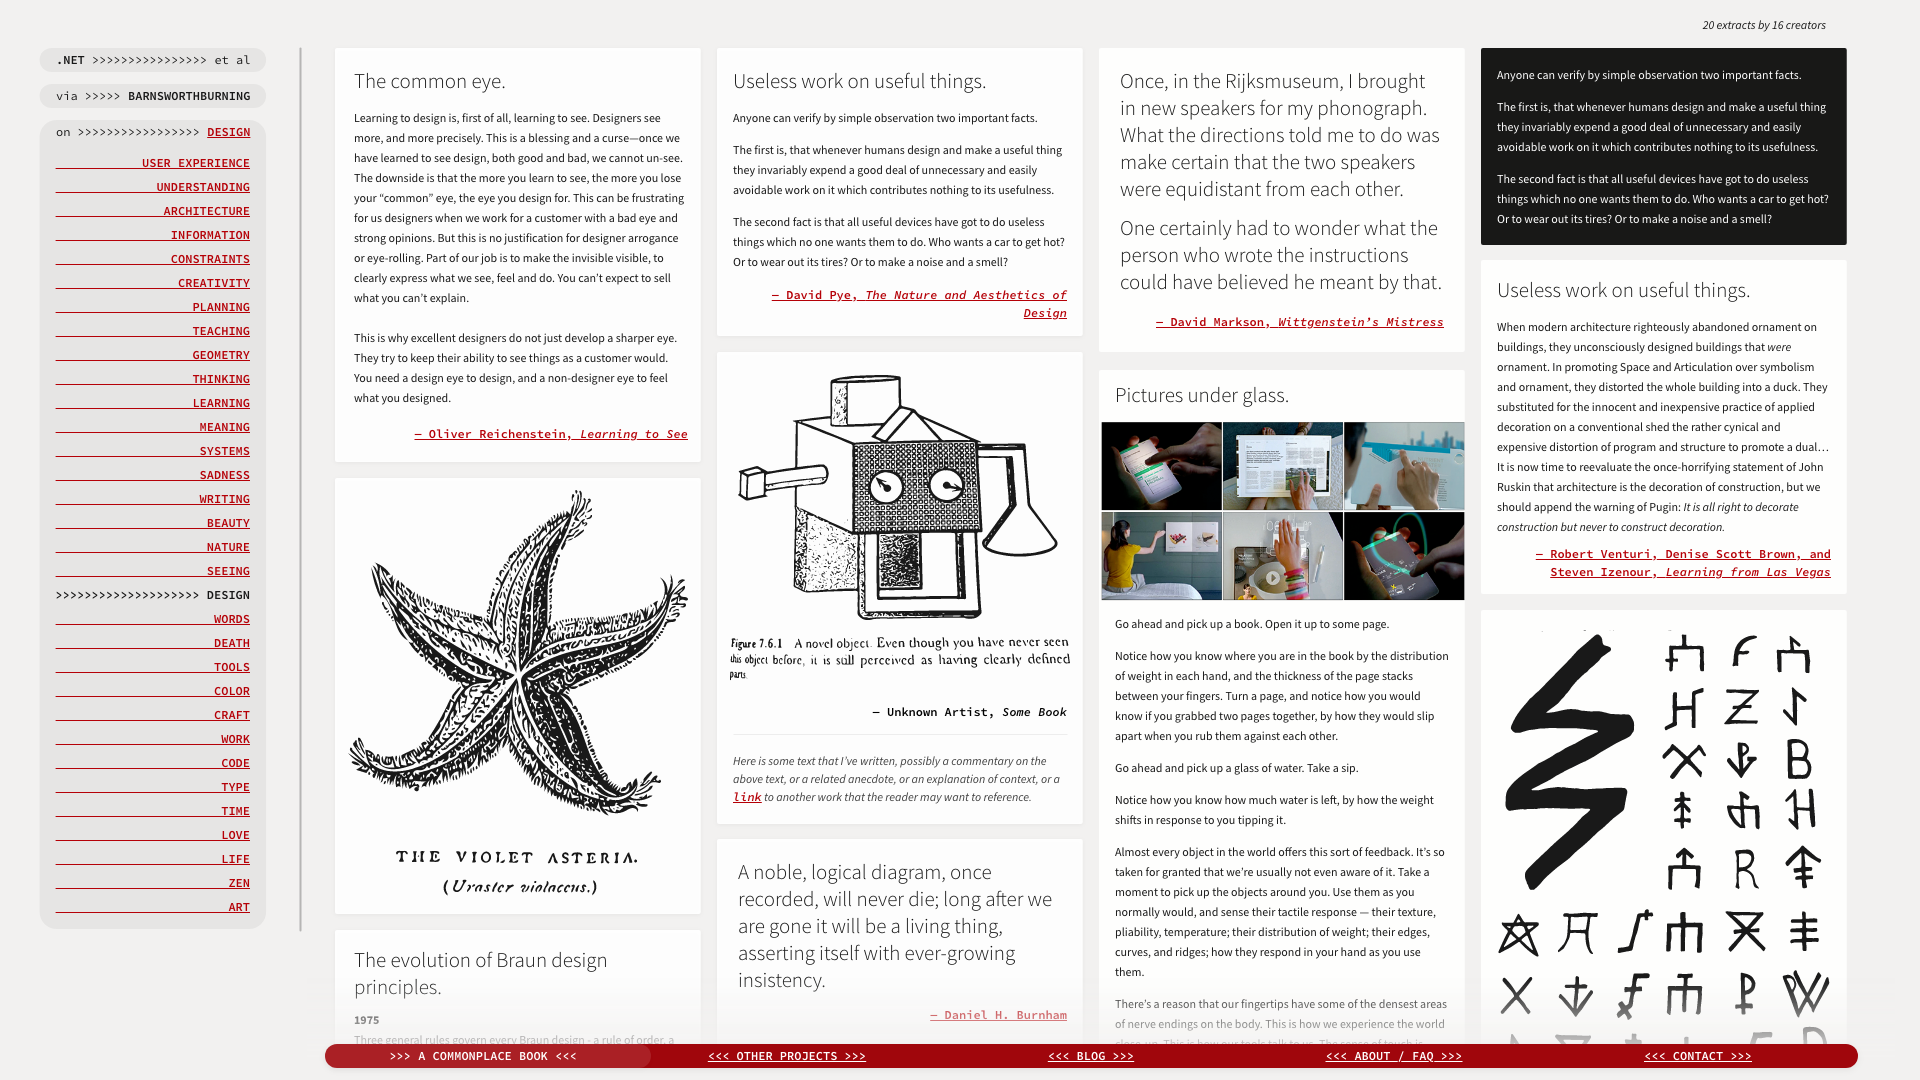 20 extracts by 16 creators
.NET >>>>>>>>>>>>>>>> et al
via >>>>> BARNSWORTHBURNING
on >>>>>>>>>>>>>>>>> DESIGN
USER EXPERIENCE
UNDERSTANDING
ARCHITECTURE
INFORMATION
CONSTRAINTS
CREATIVITY
PLANNING
TEACHING
GEOMETRY
THINKING
LEARNING
MEANING
SYSTEMS
SADNESS
WRITING
BEAUTY
NATURE
SEEING
>>>>>>>>>>>>>>>>>>>> DESIGN
WORDS
DEATH
TOOLS
COLOR
CRAFT
WORK
CODE
TYPE
TIME
LOVE
LIFE
ZEN
ART
The common eye.
Learning to design is, first of all, learning to see. Designers see
more, and more precisely. This is a blessing and a curse—once we
have learned to see design, both good and bad, we cannot un-see.
The downside is that the more you learn to see, the more you lose
your “common” eye, the eye you design for. This can be frustrating
for us designers when we work for a customer with a bad eye and
strong opinions. But this is no justification for designer arrogance
or eye-rolling. Part of our job is to make the invisible visible, to
clearly express what we see, feel and do. You can’t expect to sell
what you can’t explain.
This is why excellent designers do not just develop a sharper eye.
They try to keep their ability to see things as a customer would.
You need a design eye to design, and a non-designer eye to feel
what you designed.
— Oliver Reichenstein, Learning to See
THE VIOLET ASTERIA.
(Uraster violaceus.)
The evolution of Braun design
principles.
1975
Three general rules govern every Braun design - a rule of order, a
Useless work on useful things.
Anyone can verify by simple observation two important facts.
The first is, that whenever humans design and make a useful thing
they invariably expend a good deal of unnecessary and easily
avoidable work on it which contributes nothing to its usefulness.
The second fact is that all useful devices have got to do useless
things which no one wants them to do. Who wants a car to get hot?
Or to wear out its tires? Or to make a noise and a smell?
— David Pye, The Nature and Aesthetics of
Design
Figure 7.6.1 A novel object. Even though you have never seen
this object before, it is still perceived as having clearly defined
parts.
— Unknown Artist, Some Book
Here is some text that I’ve written, possibly a commentary on the
above text, or a related anecdote, or an explanation of context, or a
link to another work that the reader may want to reference.
A noble, logical diagram, once
recorded, will never die; long after we
are gone it will be a living thing,
asserting itself with ever-growing
insistency.
— Daniel H. Burnham
Once, in the Rijksmuseum, I brought
in new speakers for my phonograph.
What the directions told me to do was
make certain that the two speakers
were equidistant from each other.
One certainly had to wonder what the
person who wrote the instructions
could have believed he meant by that.
— David Markson, Wittgenstein’s Mistress
Pictures under glass.
Go ahead and pick up a book. Open it up to some page.
Notice how you know where you are in the book by the distribution
of weight in each hand, and the thickness of the page stacks
between your fingers. Turn a page, and notice how you would
know if you grabbed two pages together, by how they would slip
apart when you rub them against each other.
Go ahead and pick up a glass of water. Take a sip.
Notice how you know how much water is left, by how the weight
shifts in response to you tipping it.
Almost every object in the world offers this sort of feedback. It’s so
taken for granted that we’re usually not even aware of it. Take a
moment to pick up the objects around you. Use them as you
normally would, and sense their tactile response — their texture,
pliability, temperature; their distribution of weight; their edges,
curves, and ridges; how they respond in your hand as you use
them.
There’s a reason that our fingertips have some of the densest areas
of nerve endings on the body. This is how we experience the world
close-up. This is how our tools talk to us. The sense of touch is
Anyone can verify by simple observation two important facts.
The first is, that whenever humans design and make a useful thing
they invariably expend a good deal of unnecessary and easily
avoidable work on it which contributes nothing to its usefulness.
The second fact is that all useful devices have got to do useless
things which no one wants them to do. Who wants a car to get hot?
Or to wear out its tires? Or to make a noise and a smell?
Useless work on useful things.
When modern architecture righteously abandoned ornament on
buildings, they unconsciously designed buildings that were
ornament. In promoting Space and Articulation over symbolism
and ornament, they distorted the whole building into a duck. They
substituted for the innocent and inexpensive practice of applied
decoration on a conventional shed the rather cynical and
expensive distortion of program and structure to promote a dual…
It is now time to reevaluate the once-horrifying statement of John
Ruskin that architecture is the decoration of construction, but we
should append the warning of Pugin: It is all right to decorate
construction but never to construct decoration.
— Robert Venturi, Denise Scott Brown, and
Steven Izenour, Learning from Las Vegas
>>> A COMMONPLACE BOOK <<<
<<< OTHER PROJECTS >>>
<<< BLOG >>>
<<< ABOUT / FAQ >>>
<<< CONTACT >>>